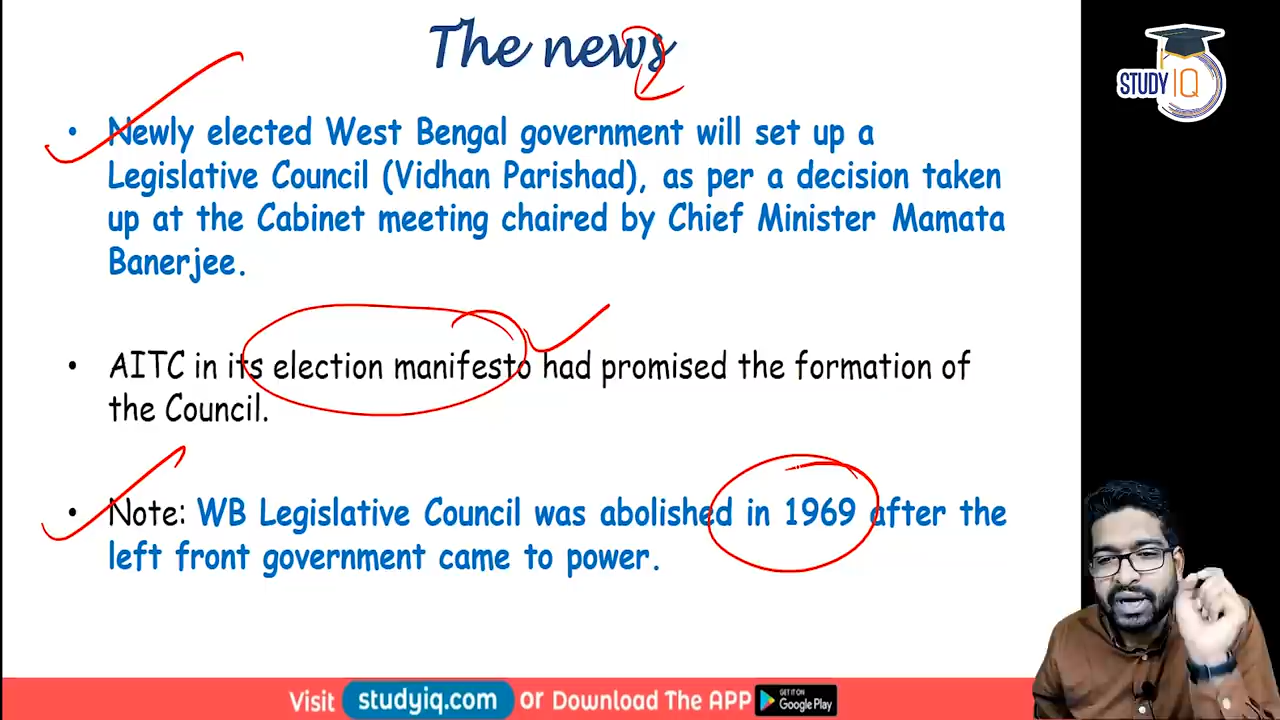 The news
STUDY IQ
• Newly elected West Bengal government will set up a
Legislative Council (Vidhan Parishad), as per a decision taken
up at the Cabinet meeting chaired by Chief Minister Mamata
Banerjee.
• AITC in its election manifesto had promised the formation of
the Council.
• Note: WB Legislative Council was abolished in 1969 after the
left front government came to power.
Visit studyiq.com or Download The APP GET IT ON Google Play